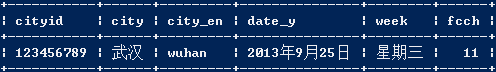 cityid | city | city_en | date_y | week | fcch
123456789 | 武汉 | wuhan | 2013年9月25日 | 星期三 | 11